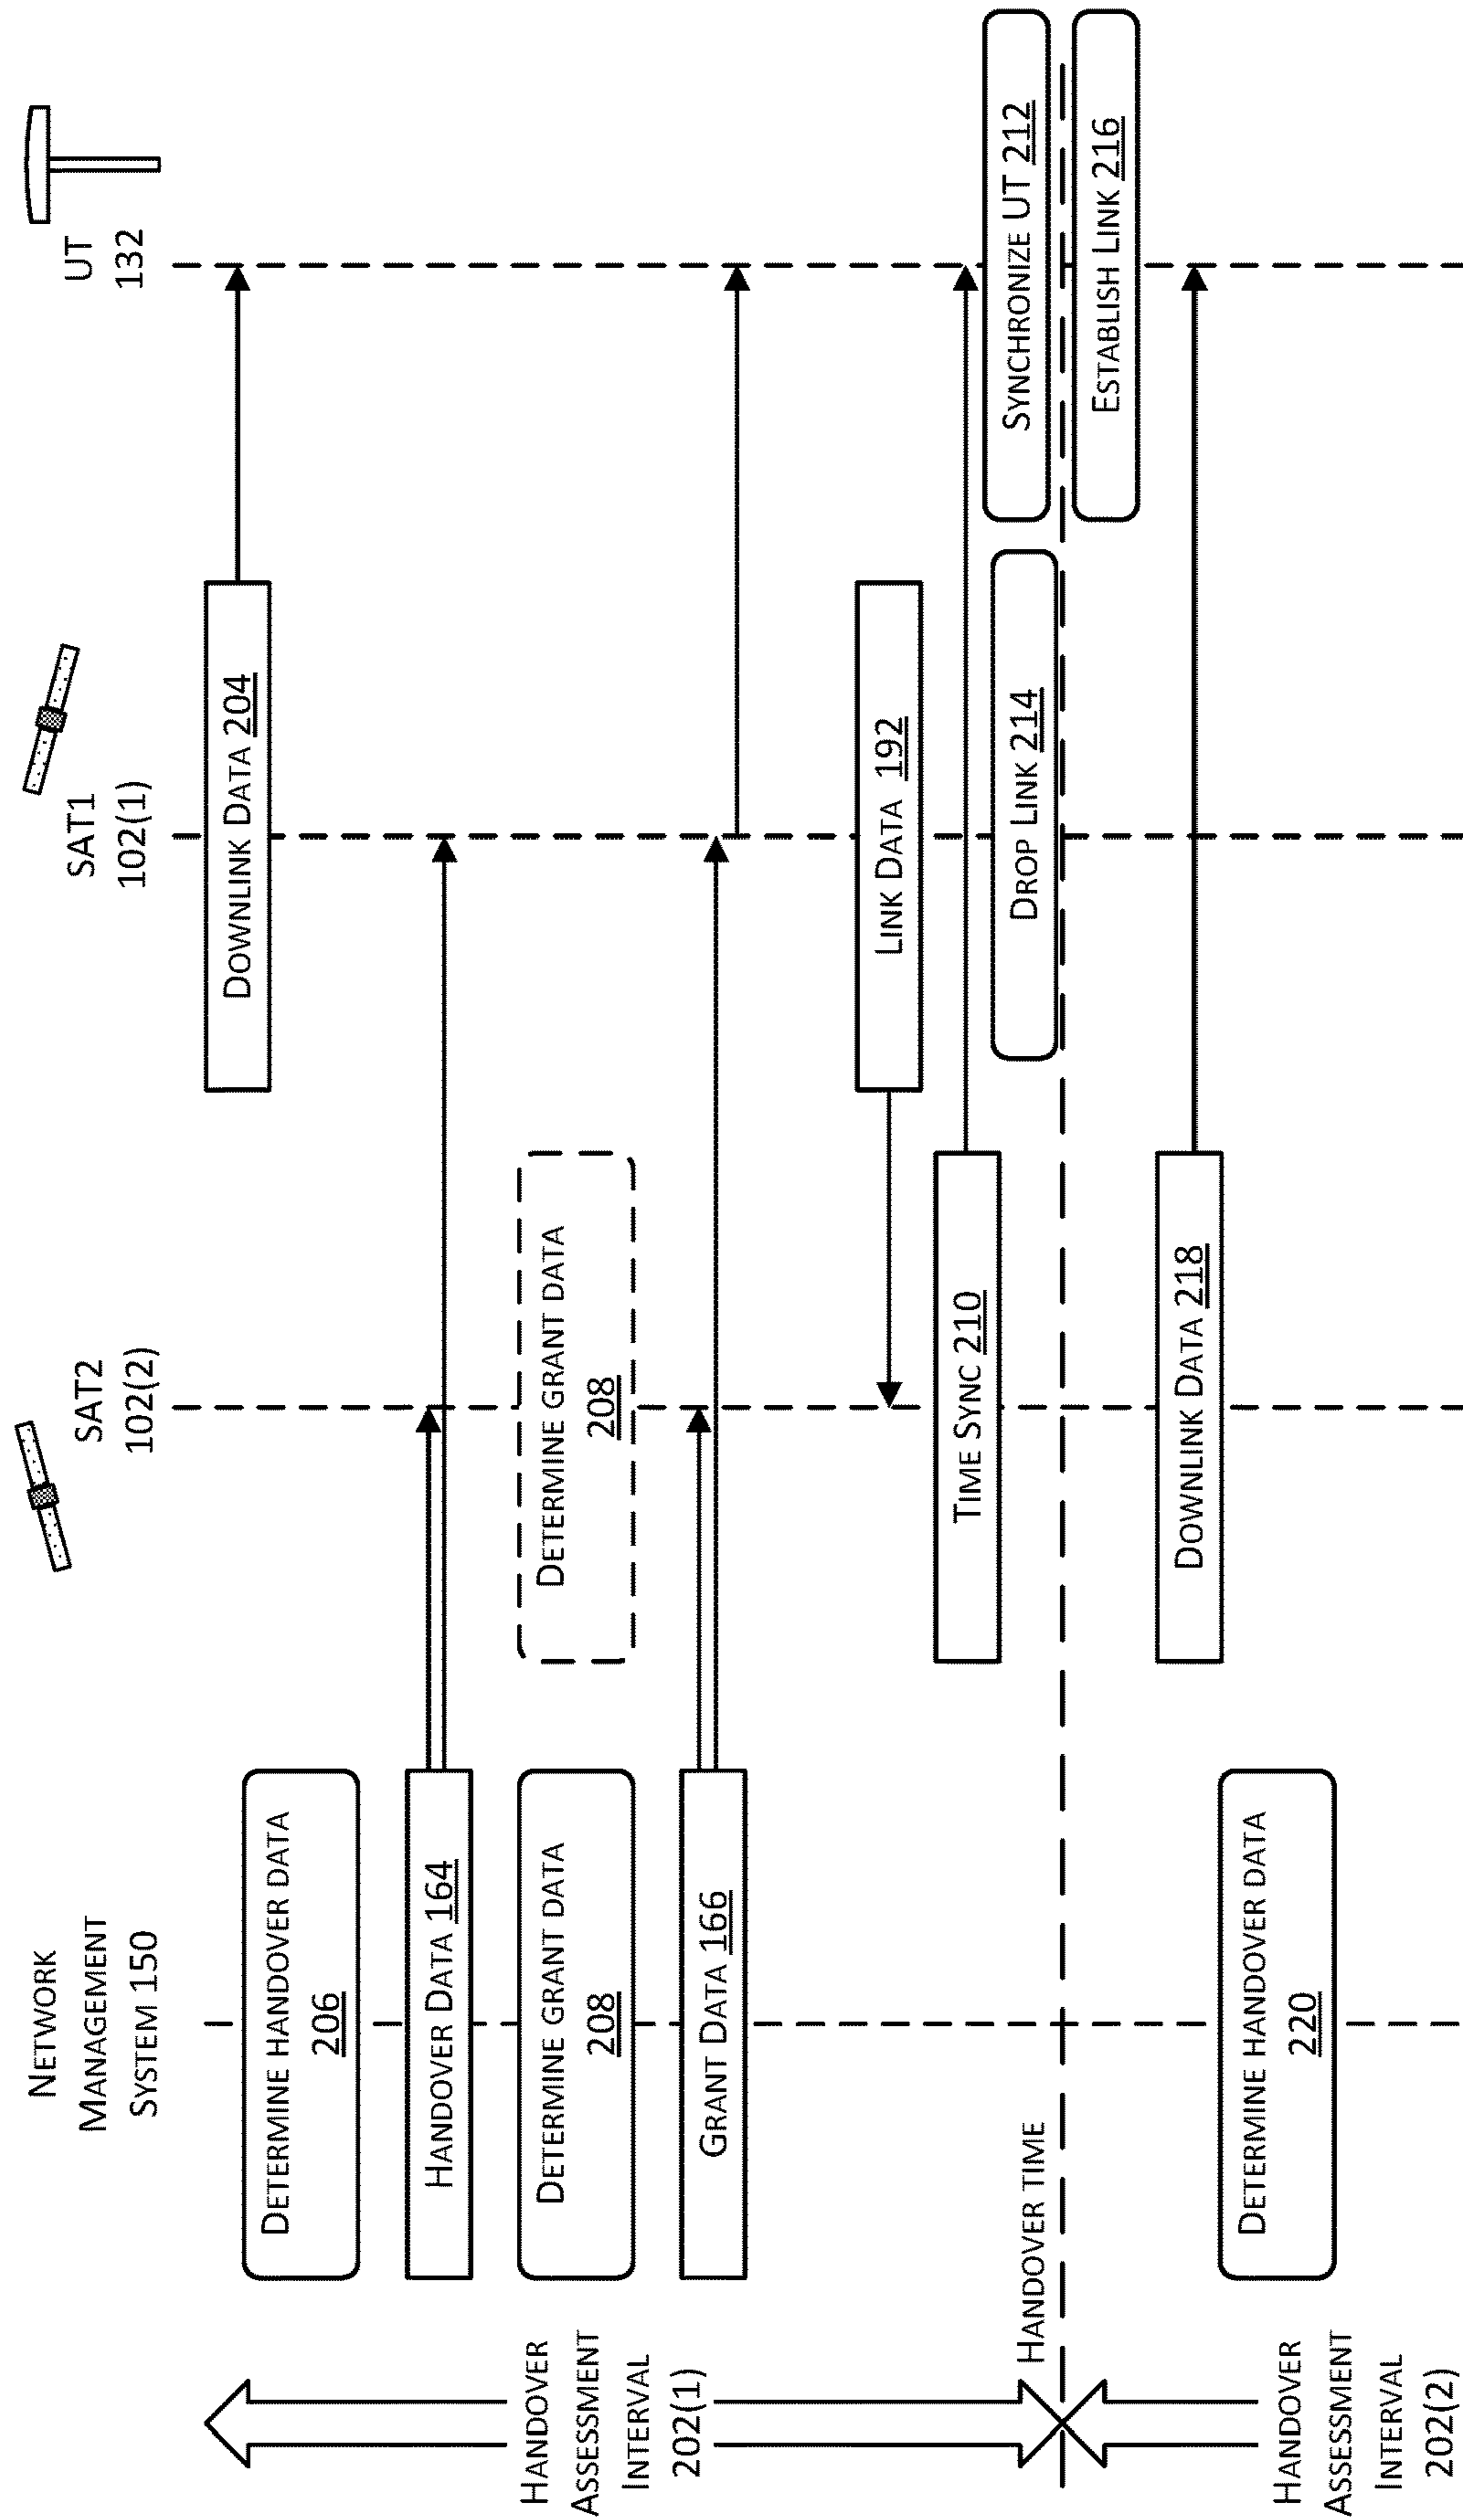 NETWORK
MANAGEMENT
SYSTEM 150
SAT2
102(2)
SAT1
102(1)
UT
132
HANDOVER
ASSESSMENT
INTERVAL
202(1)
DOWNLINK DATA 204
DETERMINE HANDOVER DATA
206
HANDOVER DATA 164
DETERMINE GRANT DATA
208
DETERMINE GRANT DATA
208
GRANT DATA 166
LINK DATA 192
TIME SYNC 210
SYNCHRONIZE UT 212
DROP LINK 214
HANDOVER TIME
ESTABLISH LINK 216
DOWNLINK DATA 218
HANDOVER
ASSESSMENT
INTERVAL
202(2)
DETERMINE HANDOVER DATA
220